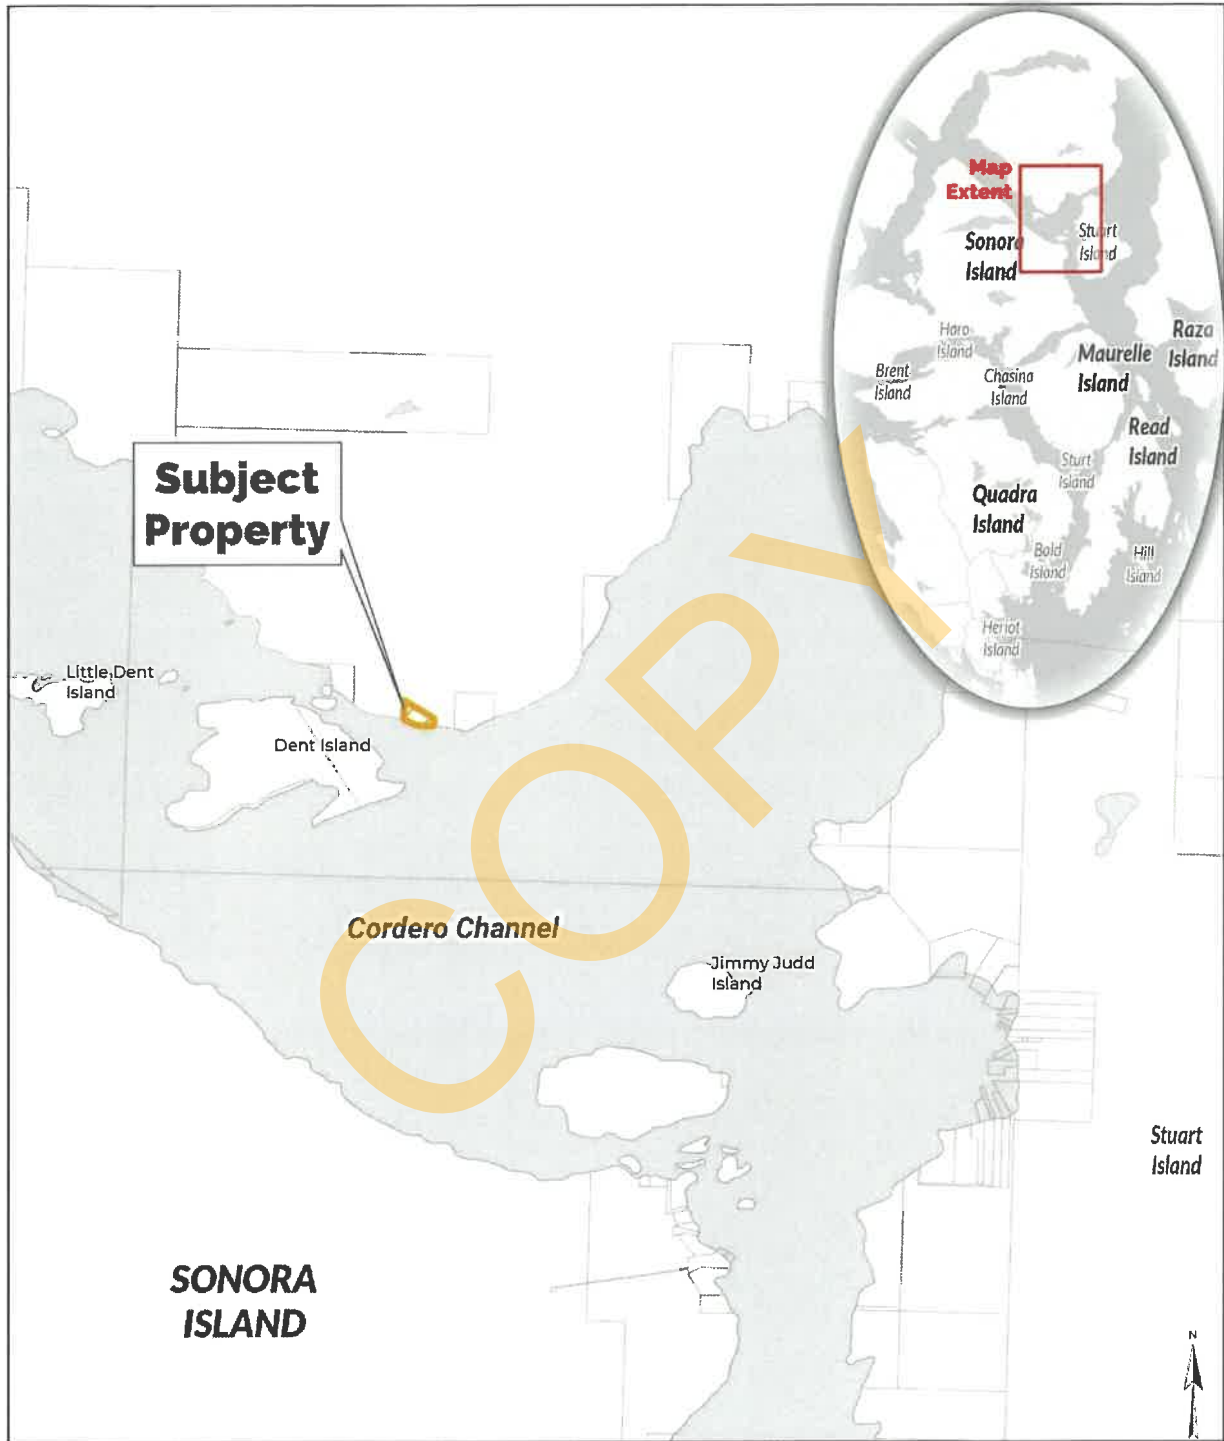 Map
Extent
Sonora
Island
Stuart
Island
Haro
Island
Brent
Island
Chasina
Island
Maurelle
Island
Raza
Island
Read
Island
Sturt
Island
Quadra
Island
Bold
Island
Hill
Island
Heriot
Island
Subject
Property
Little Dent
Island
Dent Island
Cordero Channel
Jimmy Judd
Island
Stuart
Island
SONORA
ISLAND
N
COPY